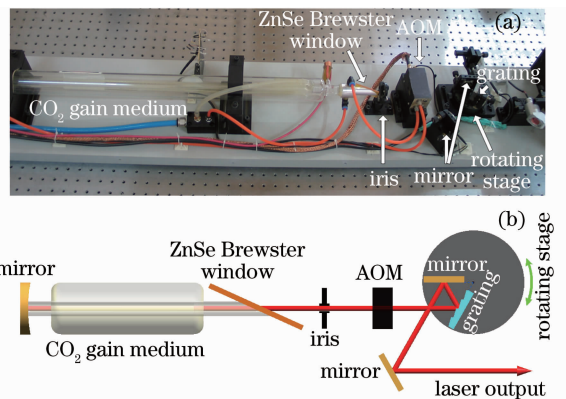 (a)
ZnSe Brewster
window
AOM
grating
CO₂ gain medium
iris
mirror
rotating
stage
(b)
ZnSe Brewster
window
mirror
AOM
mirror
grating
rotating stage
CO₂ gain medium
iris
mirror
laser output